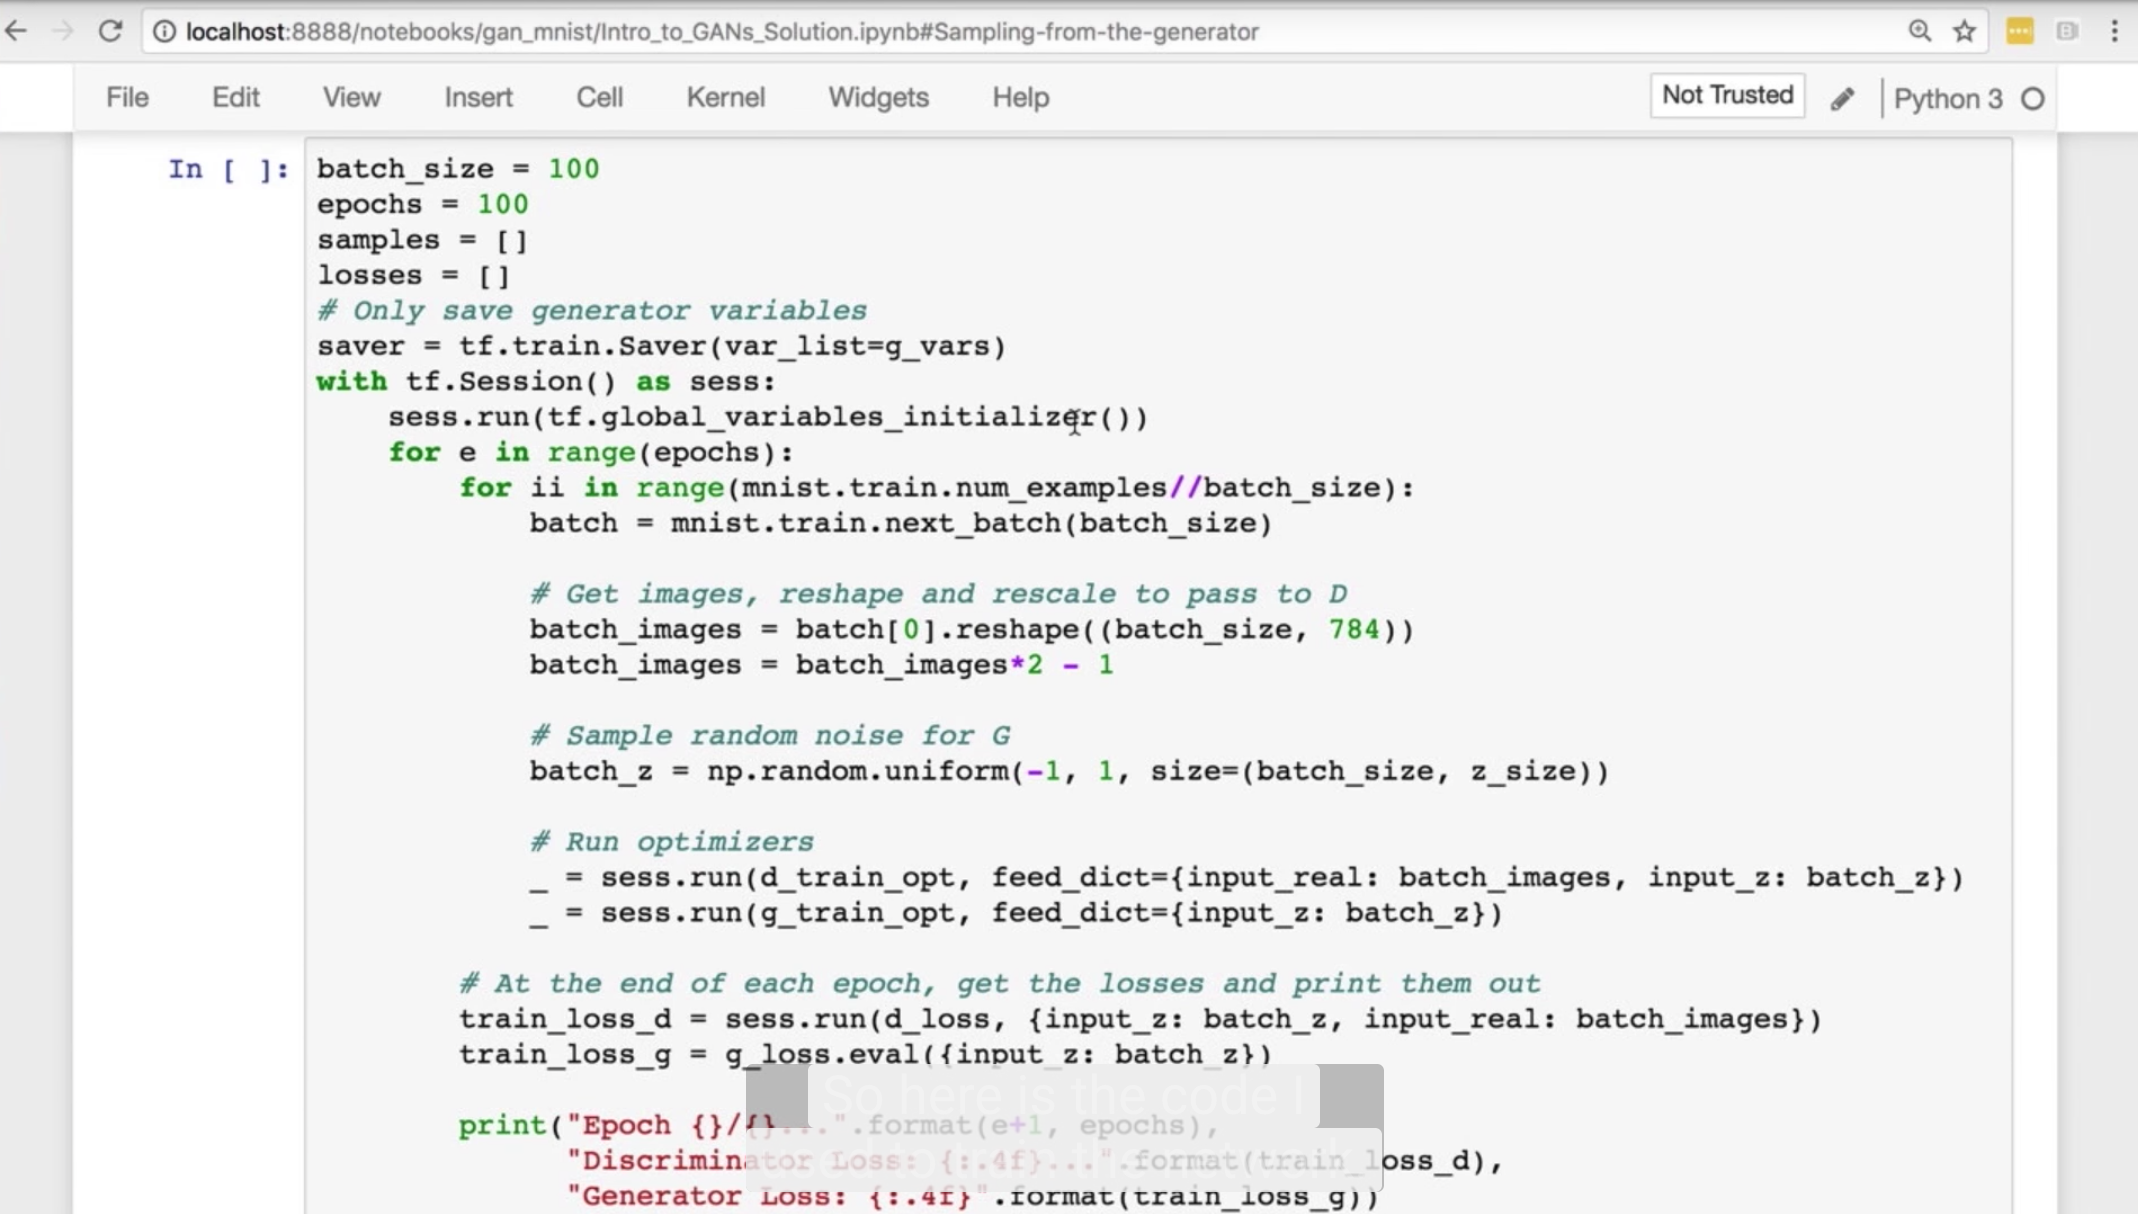 localhost:8888/notebooks/gan_mnist/Intro_to_GANs_Solution.ipynb#Sampling-from-the-generator
File Edit View Insert Cell Kernel Widgets Help Not Trusted Python 3
In [ ]: batch_size = 100
epochs = 100
samples = []
losses = []
# Only save generator variables
saver = tf.train.Saver(var_list=g_vars)
with tf.Session() as sess:
sess.run(tf.global_variables_initializer())
for e in range(epochs):
for ii in range(mnist.train.num_examples//batch_size):
batch = mnist.train.next_batch(batch_size)
# Get images, reshape and rescale to pass to D
batch_images = batch[0].reshape((batch_size, 784))
batch_images = batch_images*2 - 1
# Sample random noise for G
batch_z = np.random.uniform(-1, 1, size=(batch_size, z_size))
# Run optimizers
_ = sess.run(d_train_opt, feed_dict={input_real: batch_images, input_z: batch_z})
_ = sess.run(g_train_opt, feed_dict={input_z: batch_z})
# At the end of each epoch, get the losses and print them out
train_loss_d = sess.run(d_loss, {input_z: batch_z, input_real: batch_images})
train_loss_g = g_loss.eval({input_z: batch_z})
So here is the code I
print("Epoch {}/{}...".format(e+1, epochs),
"Discriminator Loss: {:.4f}...".format(train_loss_d),
"Generator Loss: {:.4f}".format(train_loss_g))